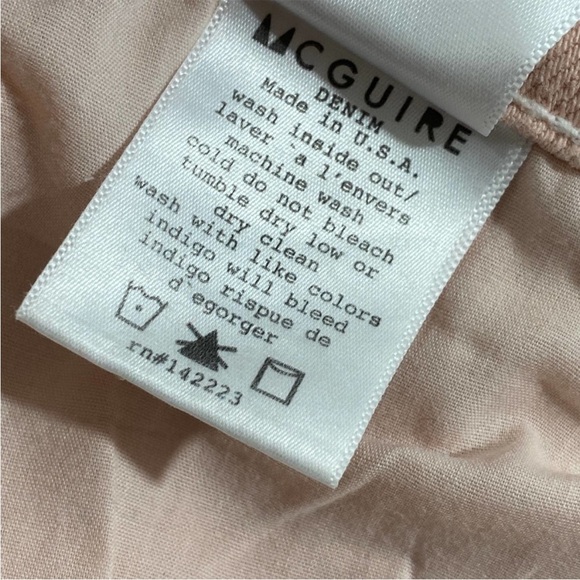 MCGUIRE
DENIM
Made in U.S.A.
wash inside out/
laver `a l'envers
machine wash
cold do not bleach
tumble dry low or
dry clean
wash with like colors
indigo will bleed
indigo rispue de
d`egorger
rn#142223